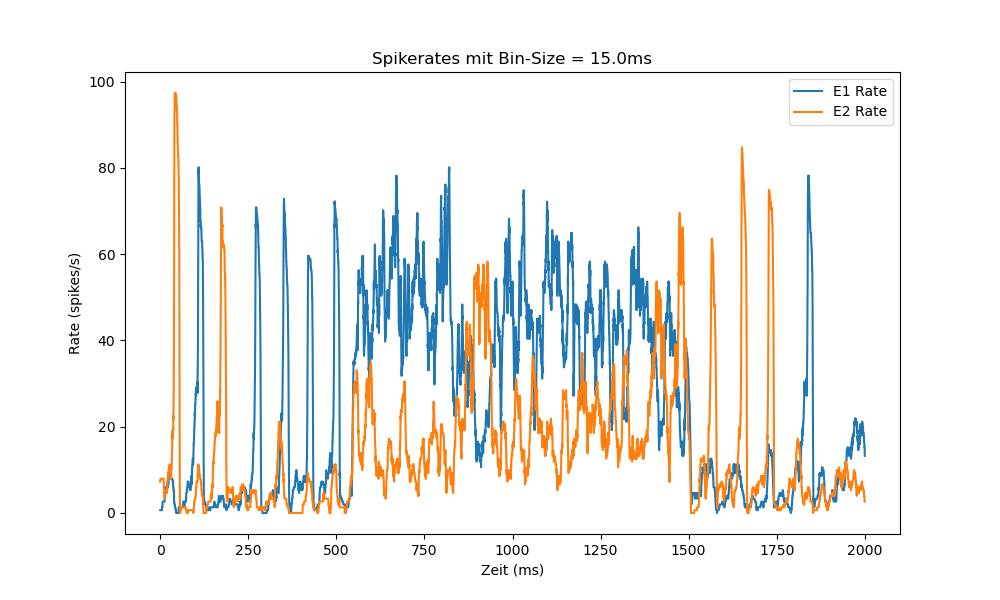 Spikerates mit Bin-Size = 15.0ms
E1 Rate
E2 Rate
100
80
60
40
20
0
Rate (spikes/s)
0 250 500 750 1000 1250 1500 1750 2000
Zeit (ms)